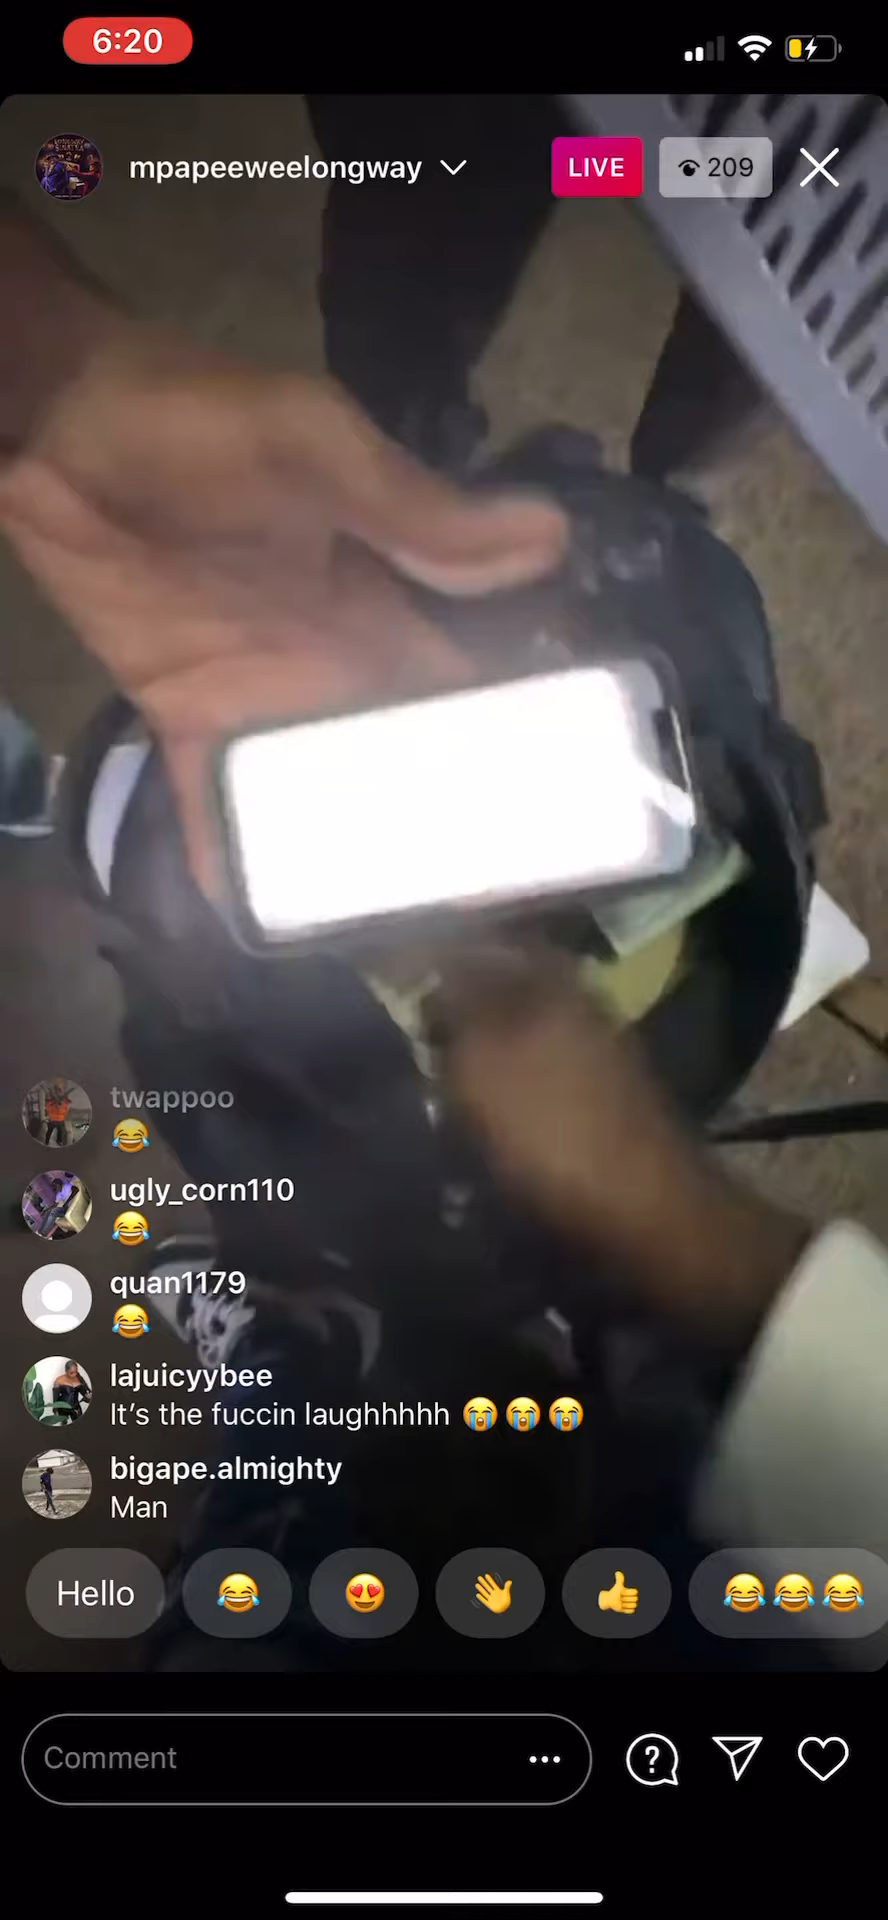 6:20
mpapeeweelongway
LIVE
209
twappoo
😂
ugly_corn110
😂
quan1179
😂
lajuicyybee
It’s the fuccin laughhhhh 😭😭😭
bigape.almighty
Man
Hello 😂 😍 👋 👍 😂😂😂
Comment